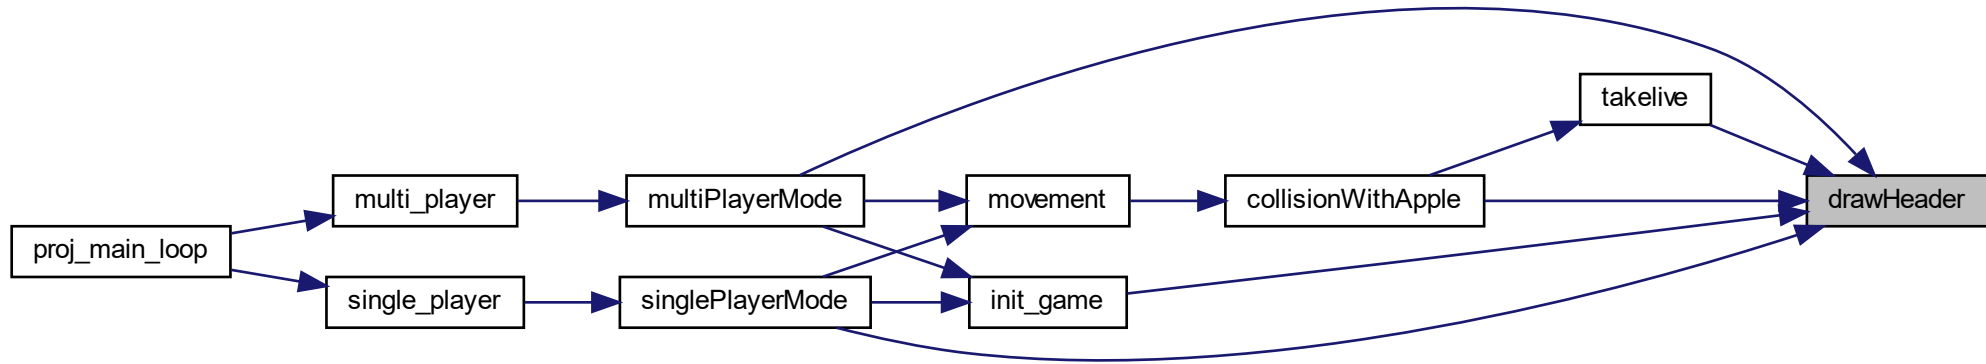 takelive
multi_player
multiPlayerMode
movement
collisionWithApple
drawHeader
proj_main_loop
single_player
singlePlayerMode
init_game